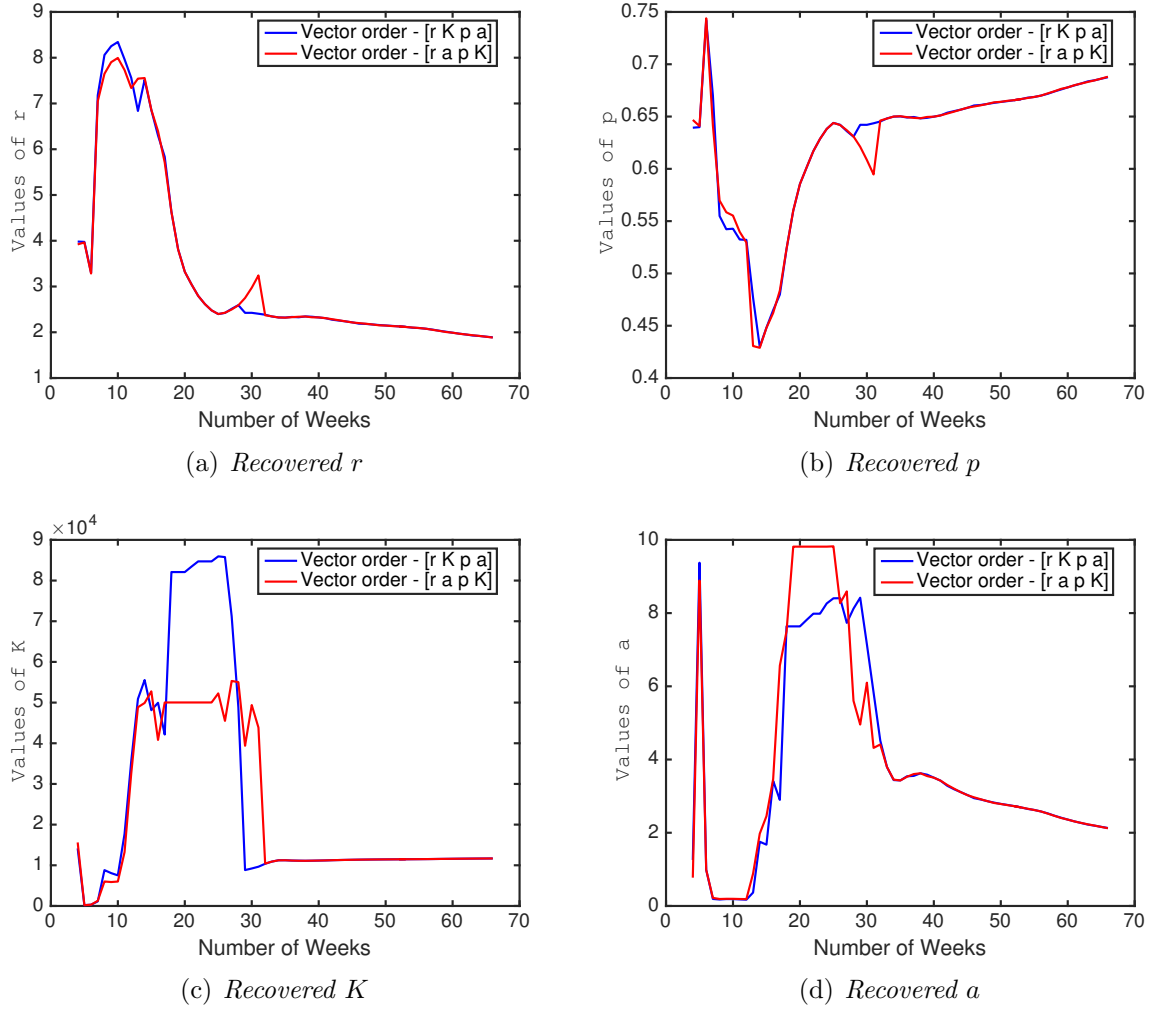 9
8
7
6
5
4
3
2
1
0 10 20 30 40 50 60 70
Values of r
Number of Weeks
Vector order - [r K p a]
Vector order - [r a p K]
(a) Recovered r
0.75
0.7
0.65
0.6
0.55
0.5
0.45
0.4
0 10 20 30 40 50 60 70
Values of p
Number of Weeks
Vector order - [r K p a]
Vector order - [r a p K]
(b) Recovered p
×10⁴
9
8
7
6
5
4
3
2
1
0
0 10 20 30 40 50 60 70
Values of K
Number of Weeks
Vector order - [r K p a]
Vector order - [r a p K]
(c) Recovered K
10
8
6
4
2
0
0 10 20 30 40 50 60 70
Values of a
Number of Weeks
Vector order - [r K p a]
Vector order - [r a p K]
(d) Recovered a